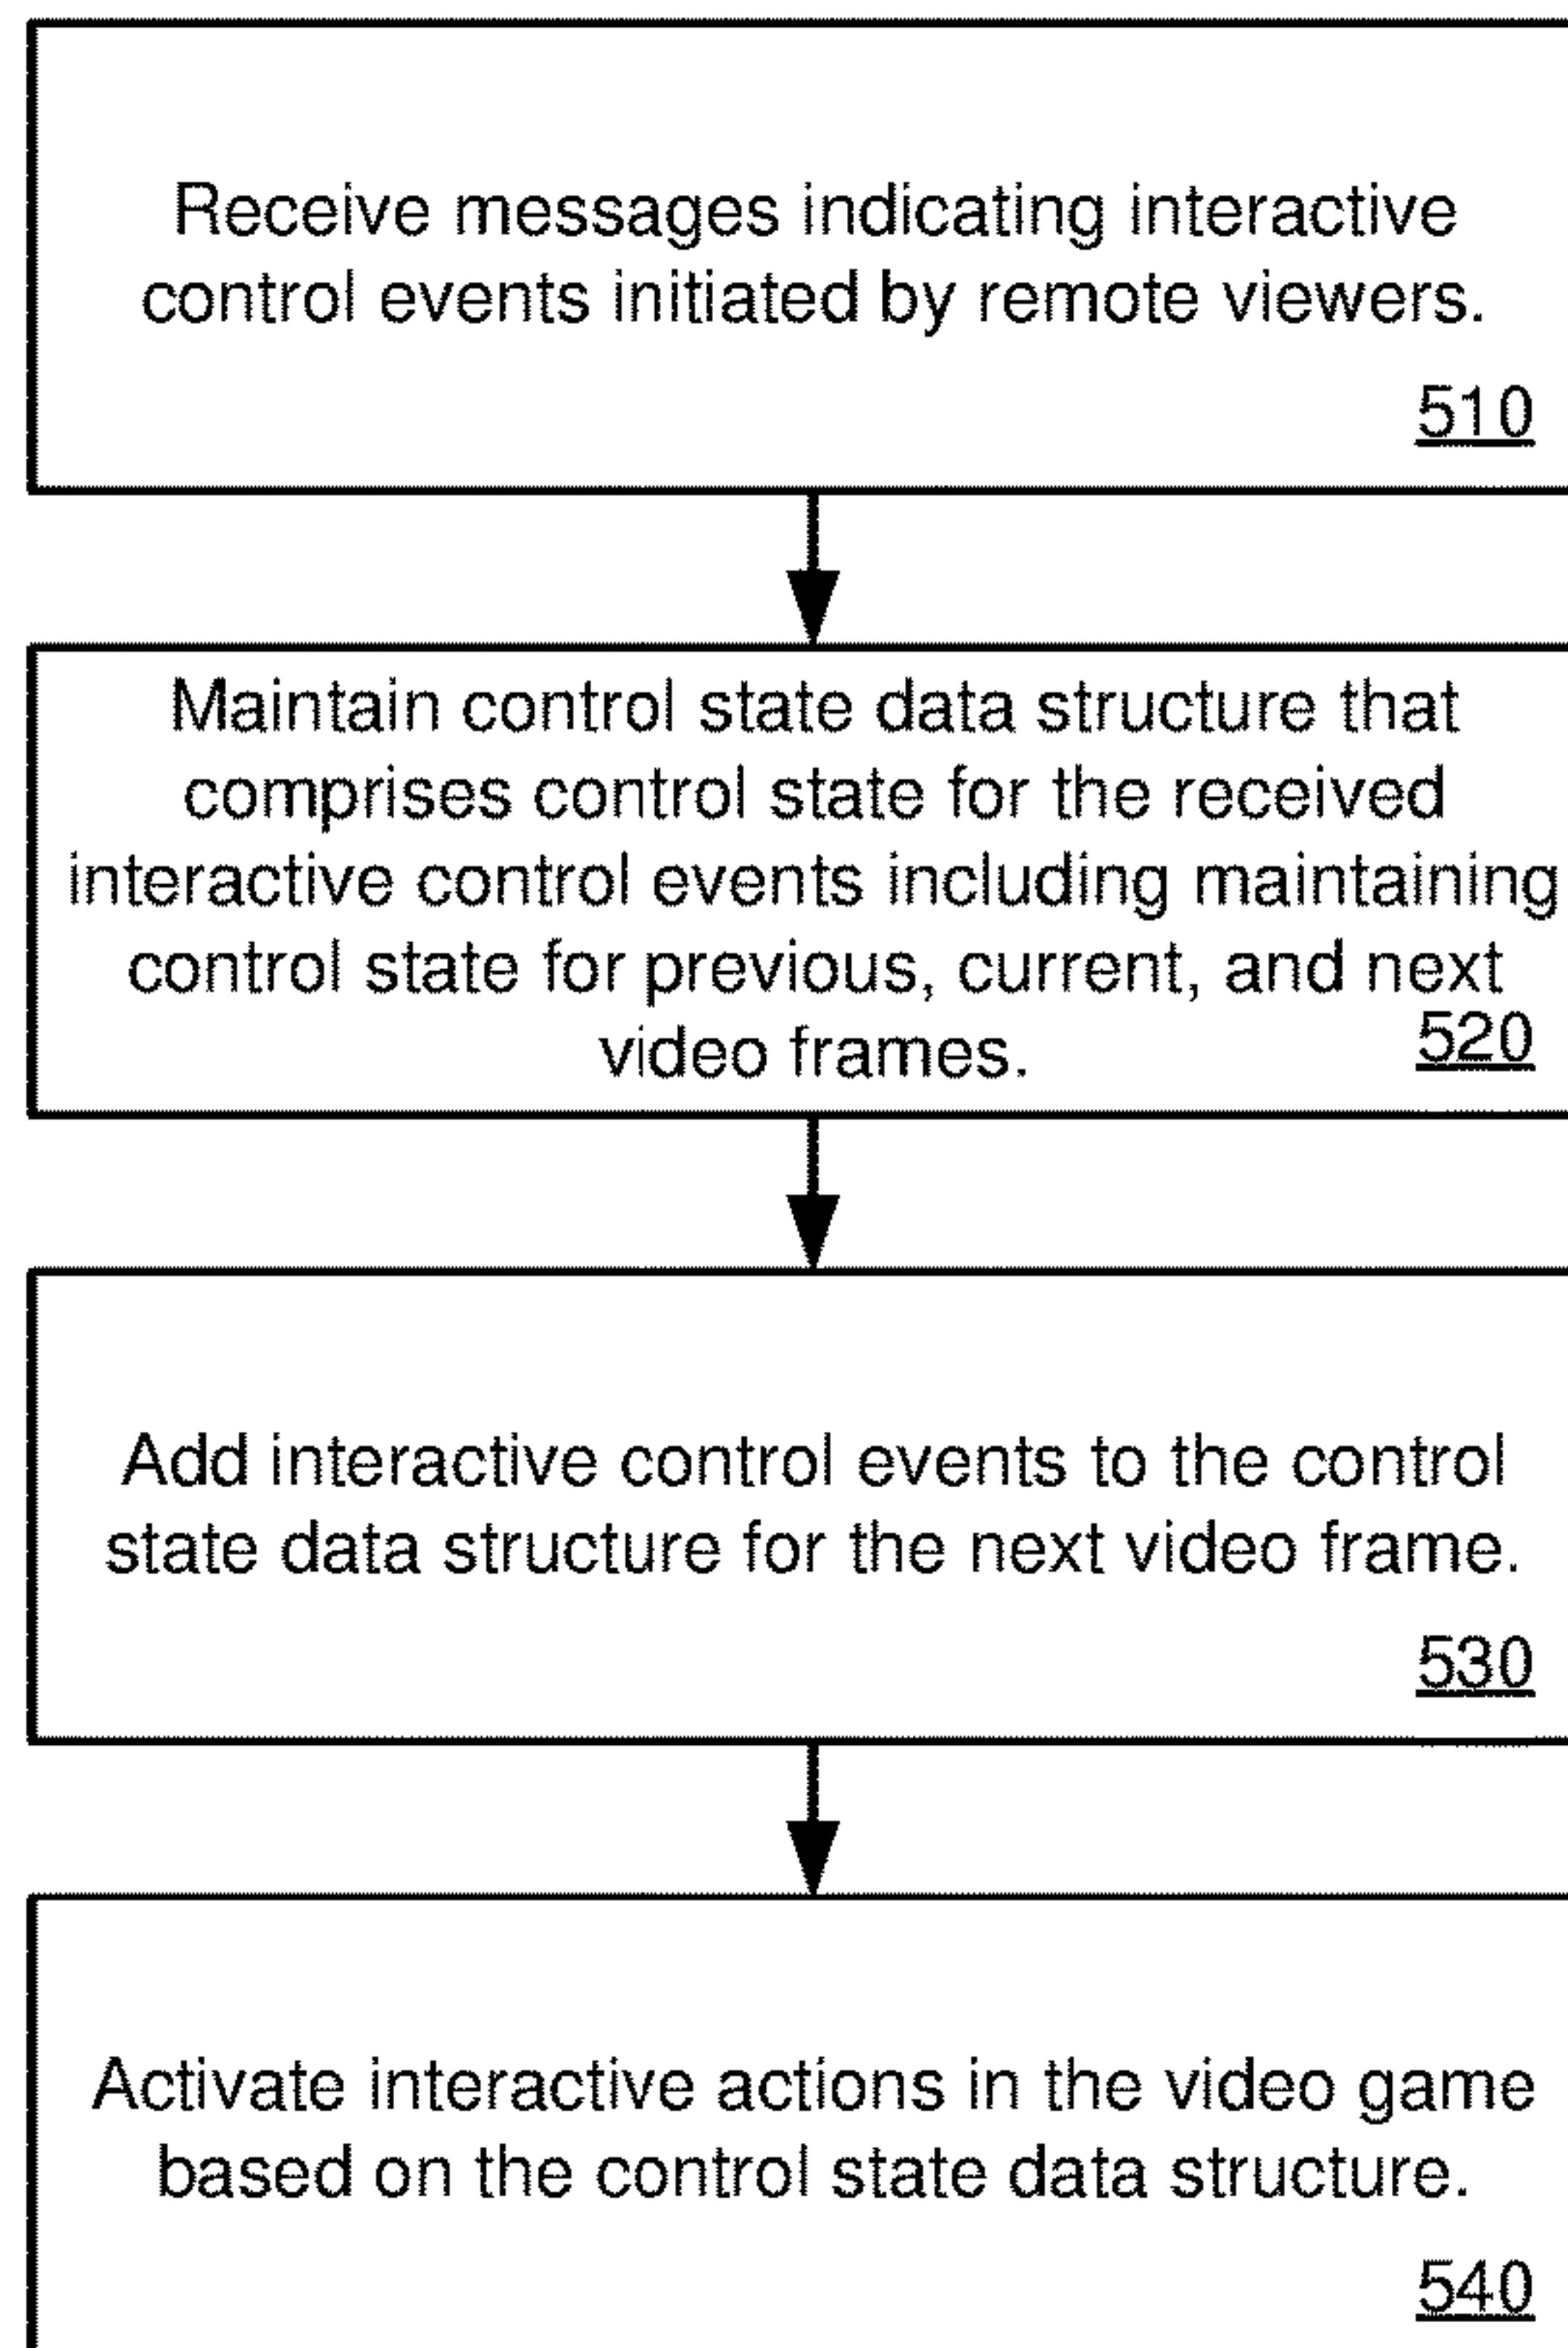 Receive messages indicating interactive
control events initiated by remote viewers.
510
Maintain control state data structure that
comprises control state for the received
interactive control events including maintaining
control state for previous, current, and next
video frames.
520
Add interactive control events to the control
state data structure for the next video frame.
530
Activate interactive actions in the video game
based on the control state data structure.
540